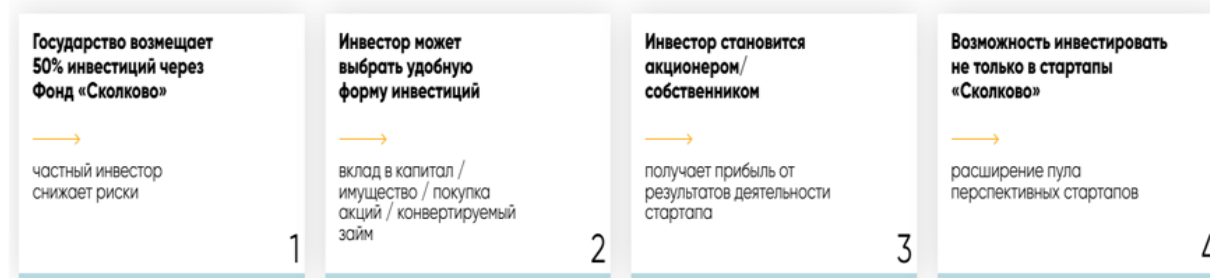 Государство возмещает
50% инвестиций через
Фонд «Сколково»
частный инвестор
снижает риски
1
Инвестор может
выбрать удобную
форму инвестиций
вклад в капитал /
имущество / покупка
акций / конвертируемый
займ
2
Инвестор становится
акционером/
собственником
получает прибыль от
результатов деятельности
стартапа
3
Возможность инвестировать
не только в стартапы
«Сколково»
расширение пула
перспективных стартапов
4